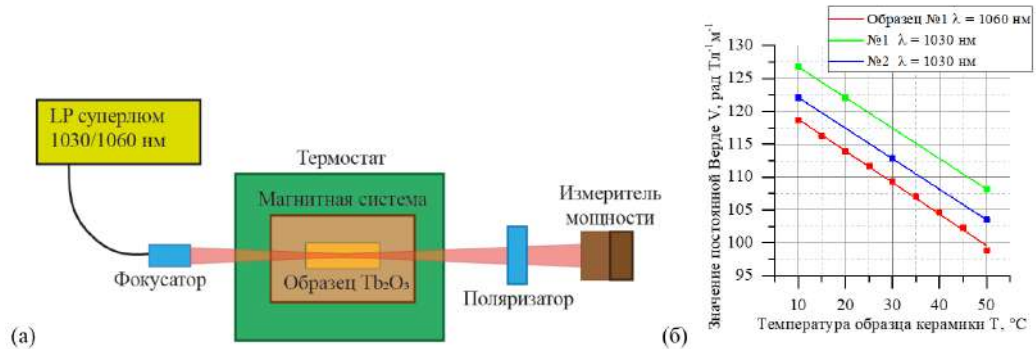 LP суперлюм
1030/1060 нм
Термостат
Магнитная система
Образец Tb₂O₃
Фокусатор
Поляризатор
Измеритель
мощности
(а)
Образец №1 λ = 1060 нм
№1 λ = 1030 нм
№2 λ = 1030 нм
Значение постоянной Верде V, рад Тл⁻¹м⁻¹
130
125
120
115
110
105
100
95
10 20 30 40 50
Температура образца керамики T, °C
(б)